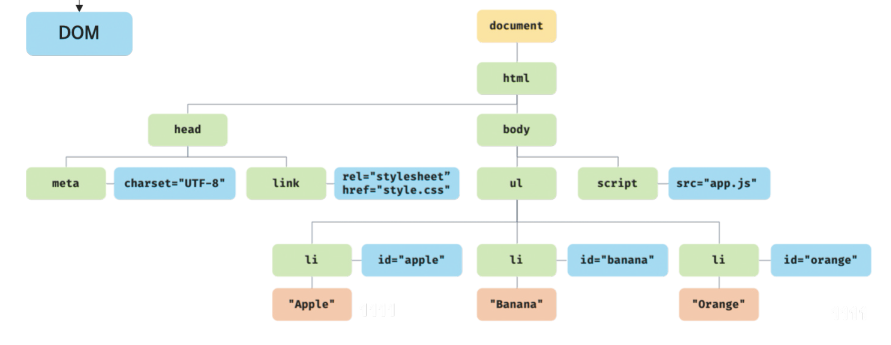 DOM
document
html
head
body
meta
charset="UTF-8"
link
rel="stylesheet”
href="style.css"
ul
script
src="app.js"
li
id="apple"
li
id="banana"
li
id="orange"
"Apple"
"Banana"
"Orange"